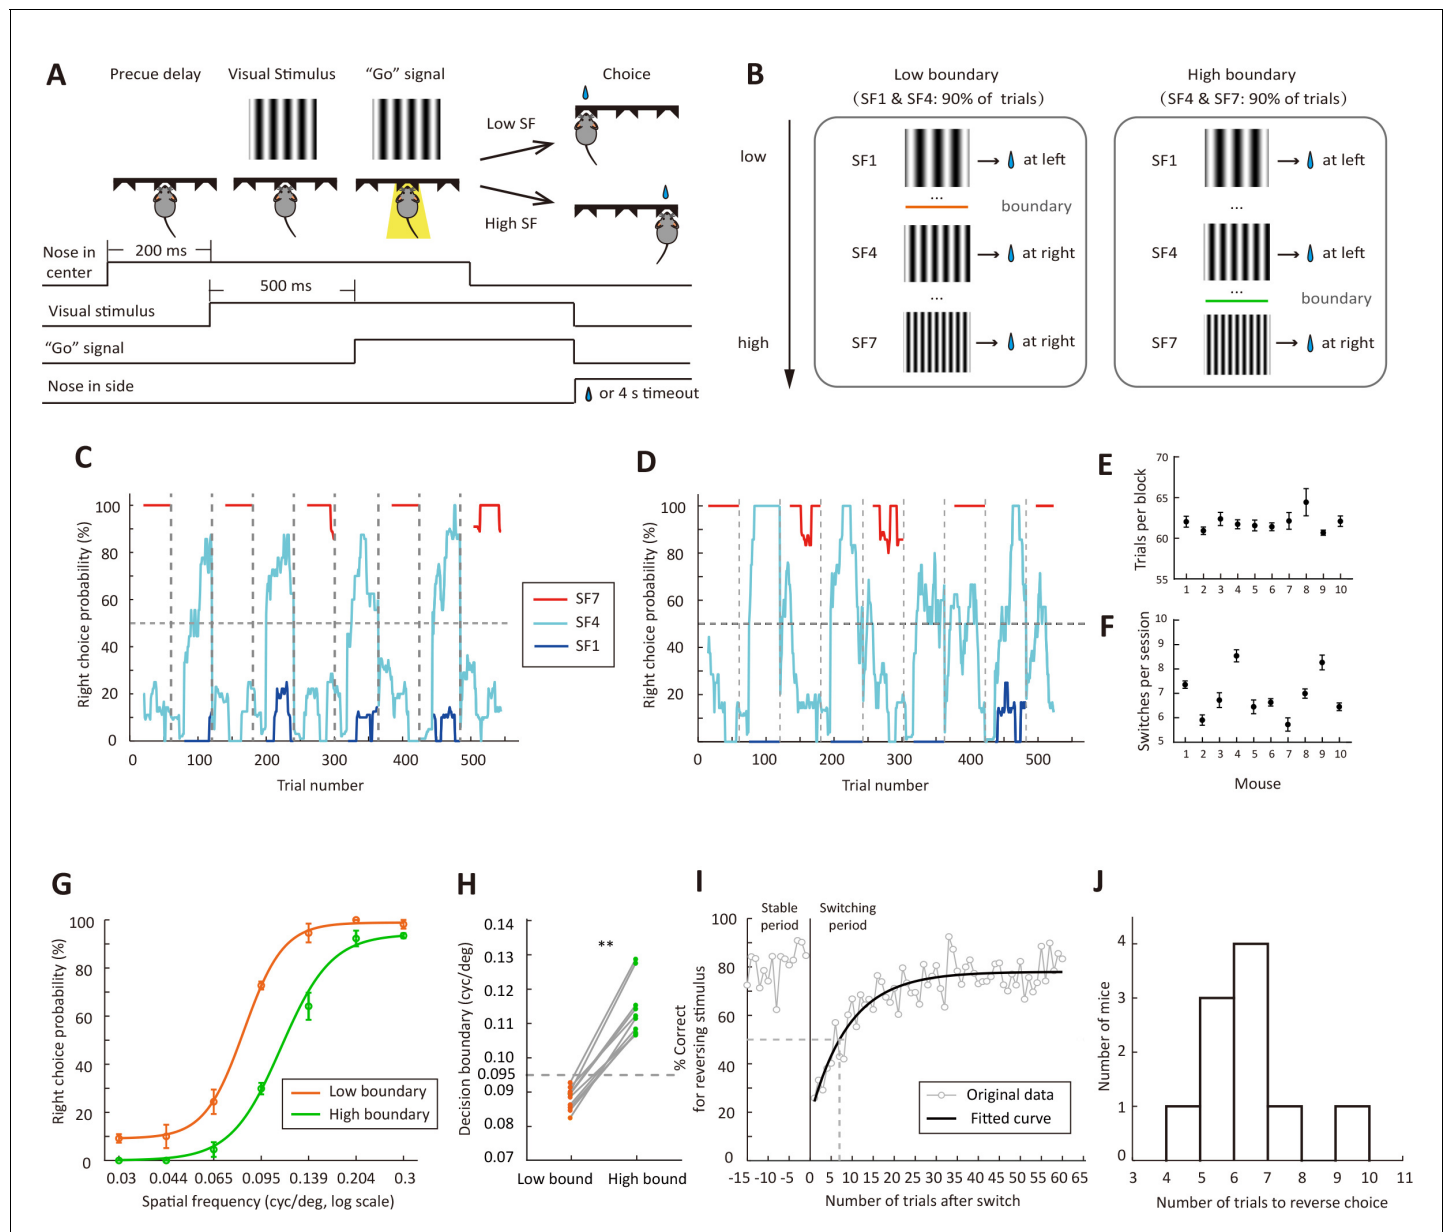 A
Precue delay
Visual Stimulus
“Go” signal
Choice
Low SF
High SF
Nose in
center
200 ms
500 ms
Visual stimulus
“Go” signal
Nose in side
or 4 s timeout
B
Low boundary
(SF1 & SF4: 90% of trials)
High boundary
(SF4 & SF7: 90% of trials)
low
high
SF1
at left
...
boundary
SF4
at right
...
SF7
at right
SF1
at left
...
SF4
at left
...
boundary
SF7
at right
C
Right choice probability (%)
100
80
60
40
20
0
0 100 200 300 400 500
Trial number
SF7
SF4
SF1
D
Right choice probability (%)
100
80
60
40
20
0 100 200 300 400 500
Trial number
E
Trials per block
70
65
60
55
1 2 3 4 5 6 7 8 9 10
F
Switches per session
10
9
8
7
6
5
1 2 3 4 5 6 7 8 9 10
Mouse
G
Right choice probability (%)
100
80
60
40
20
0
0.03 0.044 0.065 0.095 0.139 0.204 0.3
Spatial frequency (cyc/deg, log scale)
Low boundary
High boundary
H
Decision boundary (cyc/deg)
0.14
0.13
0.12
0.11
0.10
0.095
0.09
0.08
0.07
**
Low bound
High bound
I
Stable
period
Switching
period
% Correct
for reversing stimulus
100
80
60
40
20
0
-15 -10 -5 0 5 10 15 20 25 30 35 40 45 50 55 60 65
Number of trials after switch
Original data
Fitted curve
J
Number of mice
4
3
1
0
3 4 5 6 7 8 9 10 11
Number of trials to reverse choice